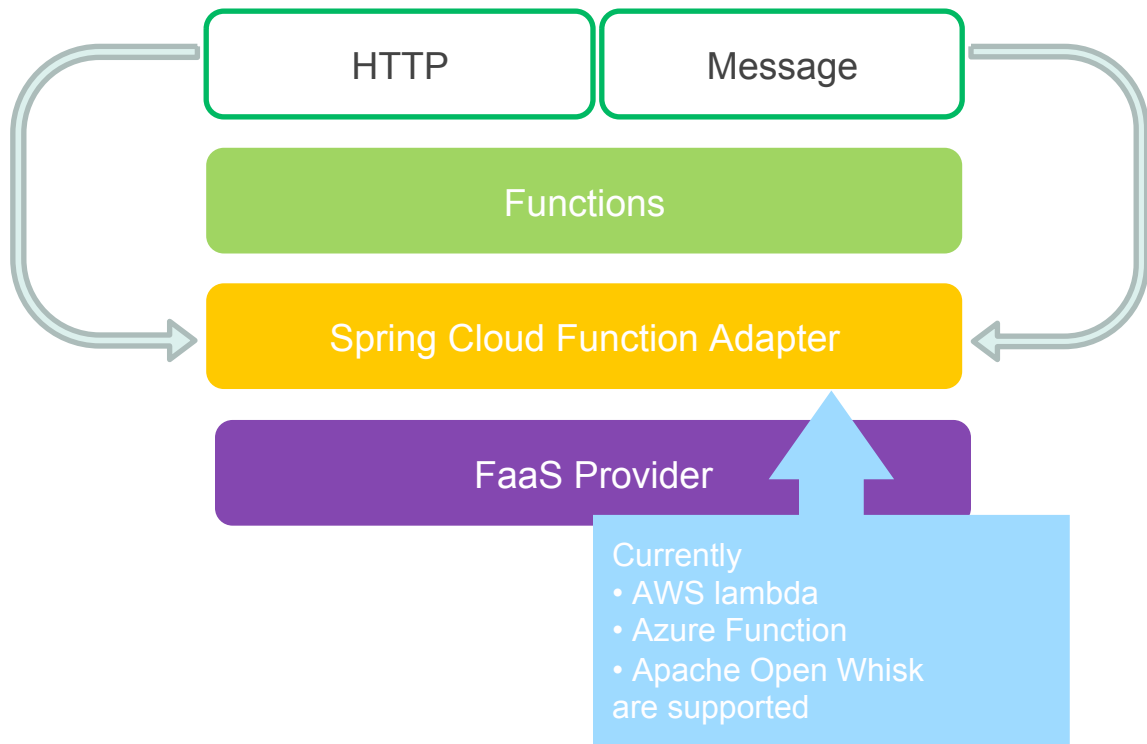 HTTP
Message
Functions
Spring Cloud Function Adapter
FaaS Provider
Currently
• AWS lambda
• Azure Function
• Apache Open Whisk
are supported